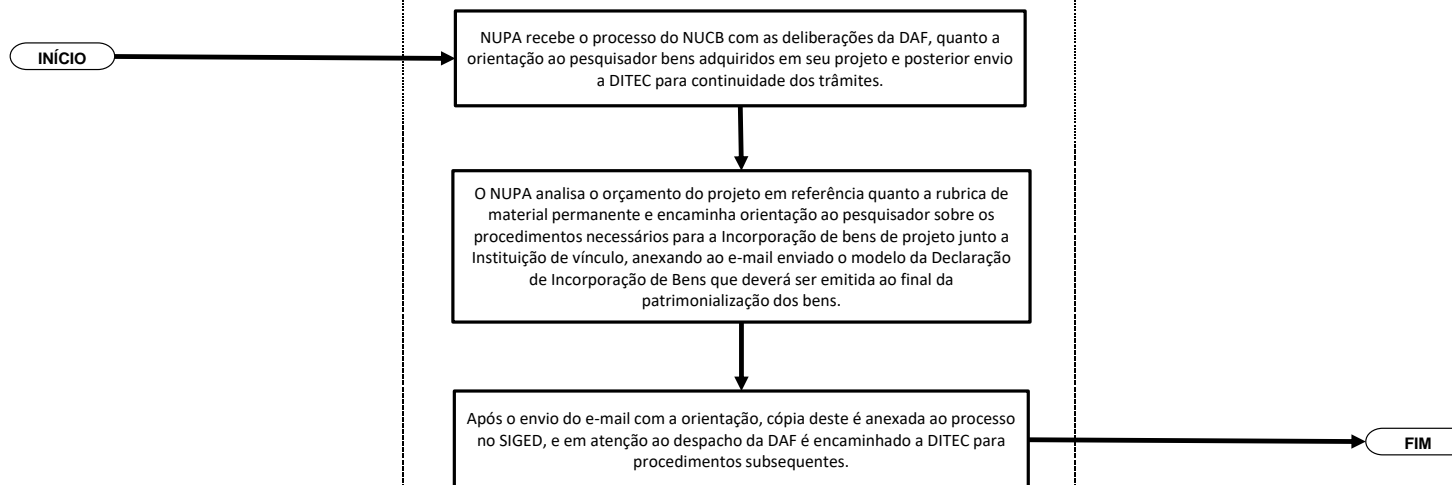 INÍCIO
NUPA recebe o processo do NUCB com as deliberações da DAF, quanto a
orientação ao pesquisador bens adquiridos em seu projeto e posterior envio
a DITEC para continuidade dos trâmites.
O NUPA analisa o orçamento do projeto em referência quanto a rubrica de
material permanente e encaminha orientação ao pesquisador sobre os
procedimentos necessários para a Incorporação de bens de projeto junto a
Instituição de vínculo, anexando ao e-mail enviado o modelo da Declaração
de Incorporação de Bens que deverá ser emitida ao final da
patrimonialização dos bens.
Após o envio do e-mail com a orientação, cópia deste é anexada ao processo
no SIGED, e em atenção ao despacho da DAF é encaminhado a DITEC para
procedimentos subsequentes.
FIM